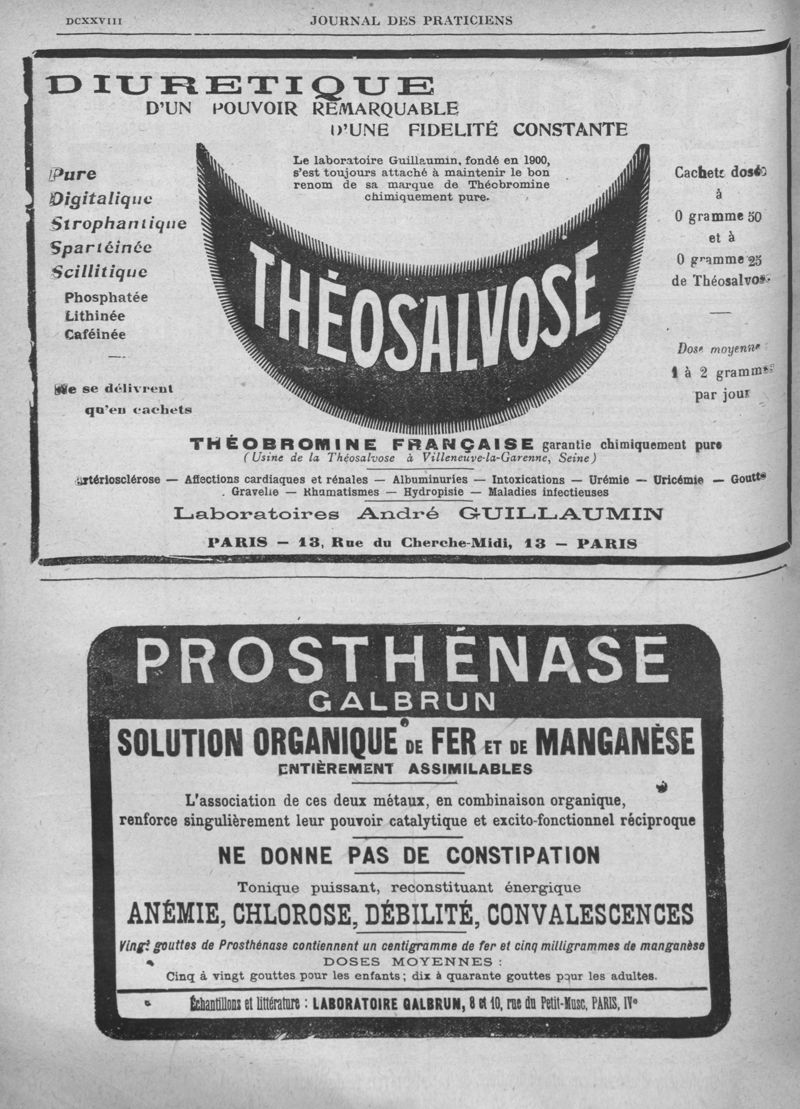 DCXXVIII
JOURNAL DES PRATICIENS
DIURETIQUE
D'UN POUVOIR REMARQUABLE
D'UNE FIDELITÉ CONSTANTE
Le laboratoire Guillaumin, fondé en 1900,
s'est toujours attaché à maintenir le bon
renom de sa marque de Théobromine
chimiquement pure.
Pure
Digitalique
Strophantique
Spartéinée
Scillitique
Phosphatée
Lithinée
Caféinée
Ne se délivrent
qu'en cachets
THÉOSALVOSE
Cachets dosés
à
0 gramme 50
et à
0 gramme 25
de Théosalvose
Dose moyenne :
1 à 2 grammes
par jour
THÉOBROMINE FRANÇAISE garantie chimiquement pure
(Usine de la Théosalvose à Villeneuve-la-Garenne, Seine)
Artériosclérose — Affections cardiaques et rénales — Albuminuries — Intoxications — Urémie — Uricémie — Goutte
Gravelle — Rhamatismes — Hydropisie — Maladies infectieuses
Laboratoires André GUILLAUMIN
PARIS — 13, Rue du Cherche-Midi, 13 — PARIS
PROSTHÉNASE
GALBRUN
SOLUTION ORGANIQUE DE FER ET DE MANGANÈSE
ENTIÈREMENT ASSIMILABLES
L'association de ces deux métaux, en combinaison organique,
renforce singulièrement leur pouvoir catalytique et excito-fonctionnel réciproque
NE DONNE PAS DE CONSTIPATION
Tonique puissant, reconstituant énergique
ANÉMIE, CHLOROSE, DÉBILITÉ, CONVALESCENCES
Vingt gouttes de Prosthénase contiennent un centigramme de fer et cinq milligrammes de manganèse
DOSES MOYENNES :
Cinq à vingt gouttes pour les enfants ; dix à quarante gouttes pour les adultes.
Échantillons et littérature : LABORATOIRE GALBRUN, 8 et 10, rue du Petit-Musc, PARIS, IVe